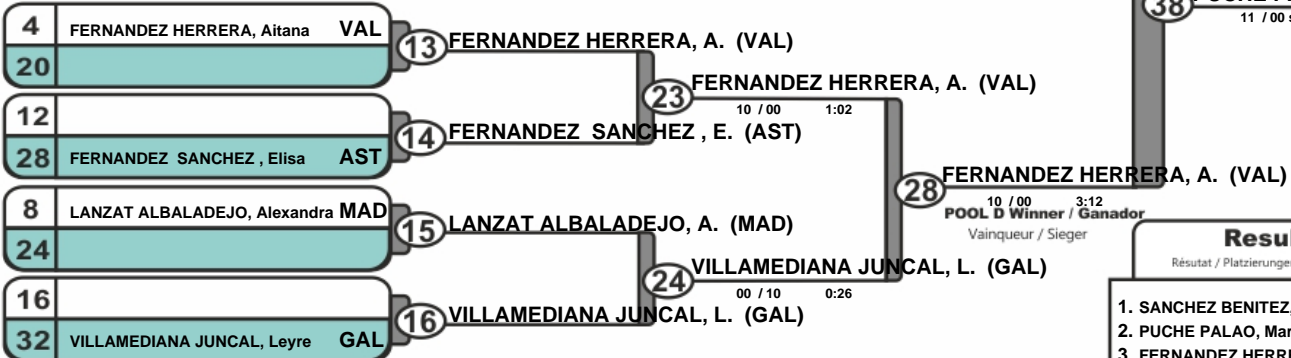 4 FERNANDEZ HERRERA, Aitana VAL
20
13 FERNANDEZ HERRERA, A. (VAL)
12
28 FERNANDEZ SANCHEZ , Elisa AST
14 FERNANDEZ SANCHEZ , E. (AST)
23 FERNANDEZ HERRERA, A. (VAL)
10 / 00 1:02
8 LANZAT ALBALADEJO, Alexandra MAD
24
15 LANZAT ALBALADEJO, A. (MAD)
16
32 VILLAMEDIANA JUNCAL, Leyre GAL
16 VILLAMEDIANA JUNCAL, L. (GAL)
24 VILLAMEDIANA JUNCAL, L. (GAL)
00 / 10 0:26
28 FERNANDEZ HERRERA, A. (VAL)
10 / 00 3:12
POOL D Winner / Ganador
Vainqueur / Sieger
38
11 / 00
Resul
Résutat / Platzierunge
1. SANCHEZ BENITEZ,
2. PUCHE PALAO, Mar
3. FERNANDEZ HERR